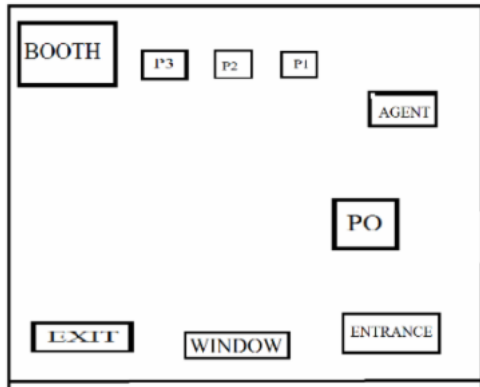 BOOTH
P3
P2
P1
AGENT
PO
EXIT
WINDOW
ENTRANCE